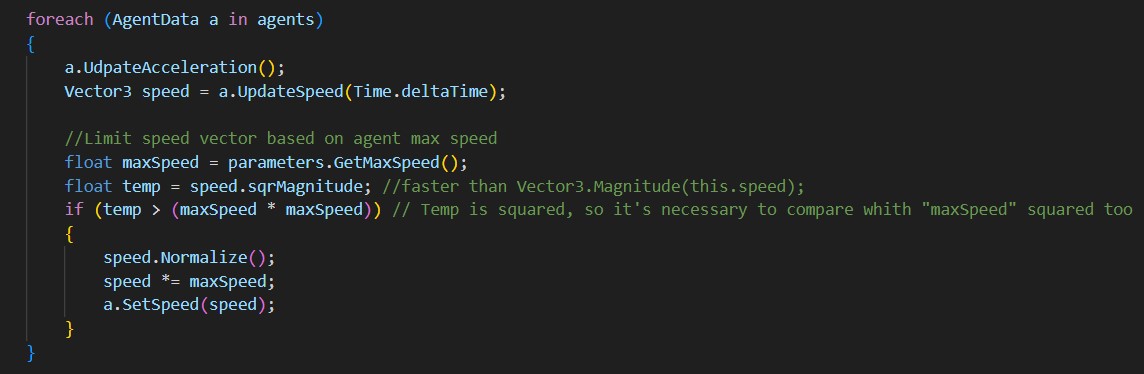 foreach (AgentData a in agents)
{
a.UdpateAcceleration();
Vector3 speed = a.UpdateSpeed(Time.deltaTime);
//Limit speed vector based on agent max speed
float maxSpeed = parameters.GetMaxSpeed();
float temp = speed.sqrMagnitude; //faster than Vector3.Magnitude(this.speed);
if (temp > (maxSpeed * maxSpeed)) // Temp is squared, so it's necessary to compare whith "maxSpeed" squared too
{
speed.Normalize();
speed *= maxSpeed;
a.SetSpeed(speed);
}
}